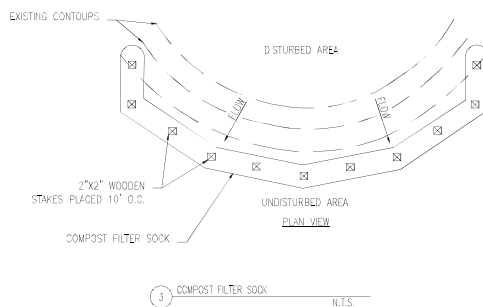 EXISTING CONTOURS
DISTURBED AREA
FLOW
FLOW
2"X2" WOODEN
STAKES PLACED 10' O.C.
UNDISTURBED AREA
PLAN VIEW
COMPOST FILTER SOCK
3
COMPOST FILTER SOCK
N.T.S.